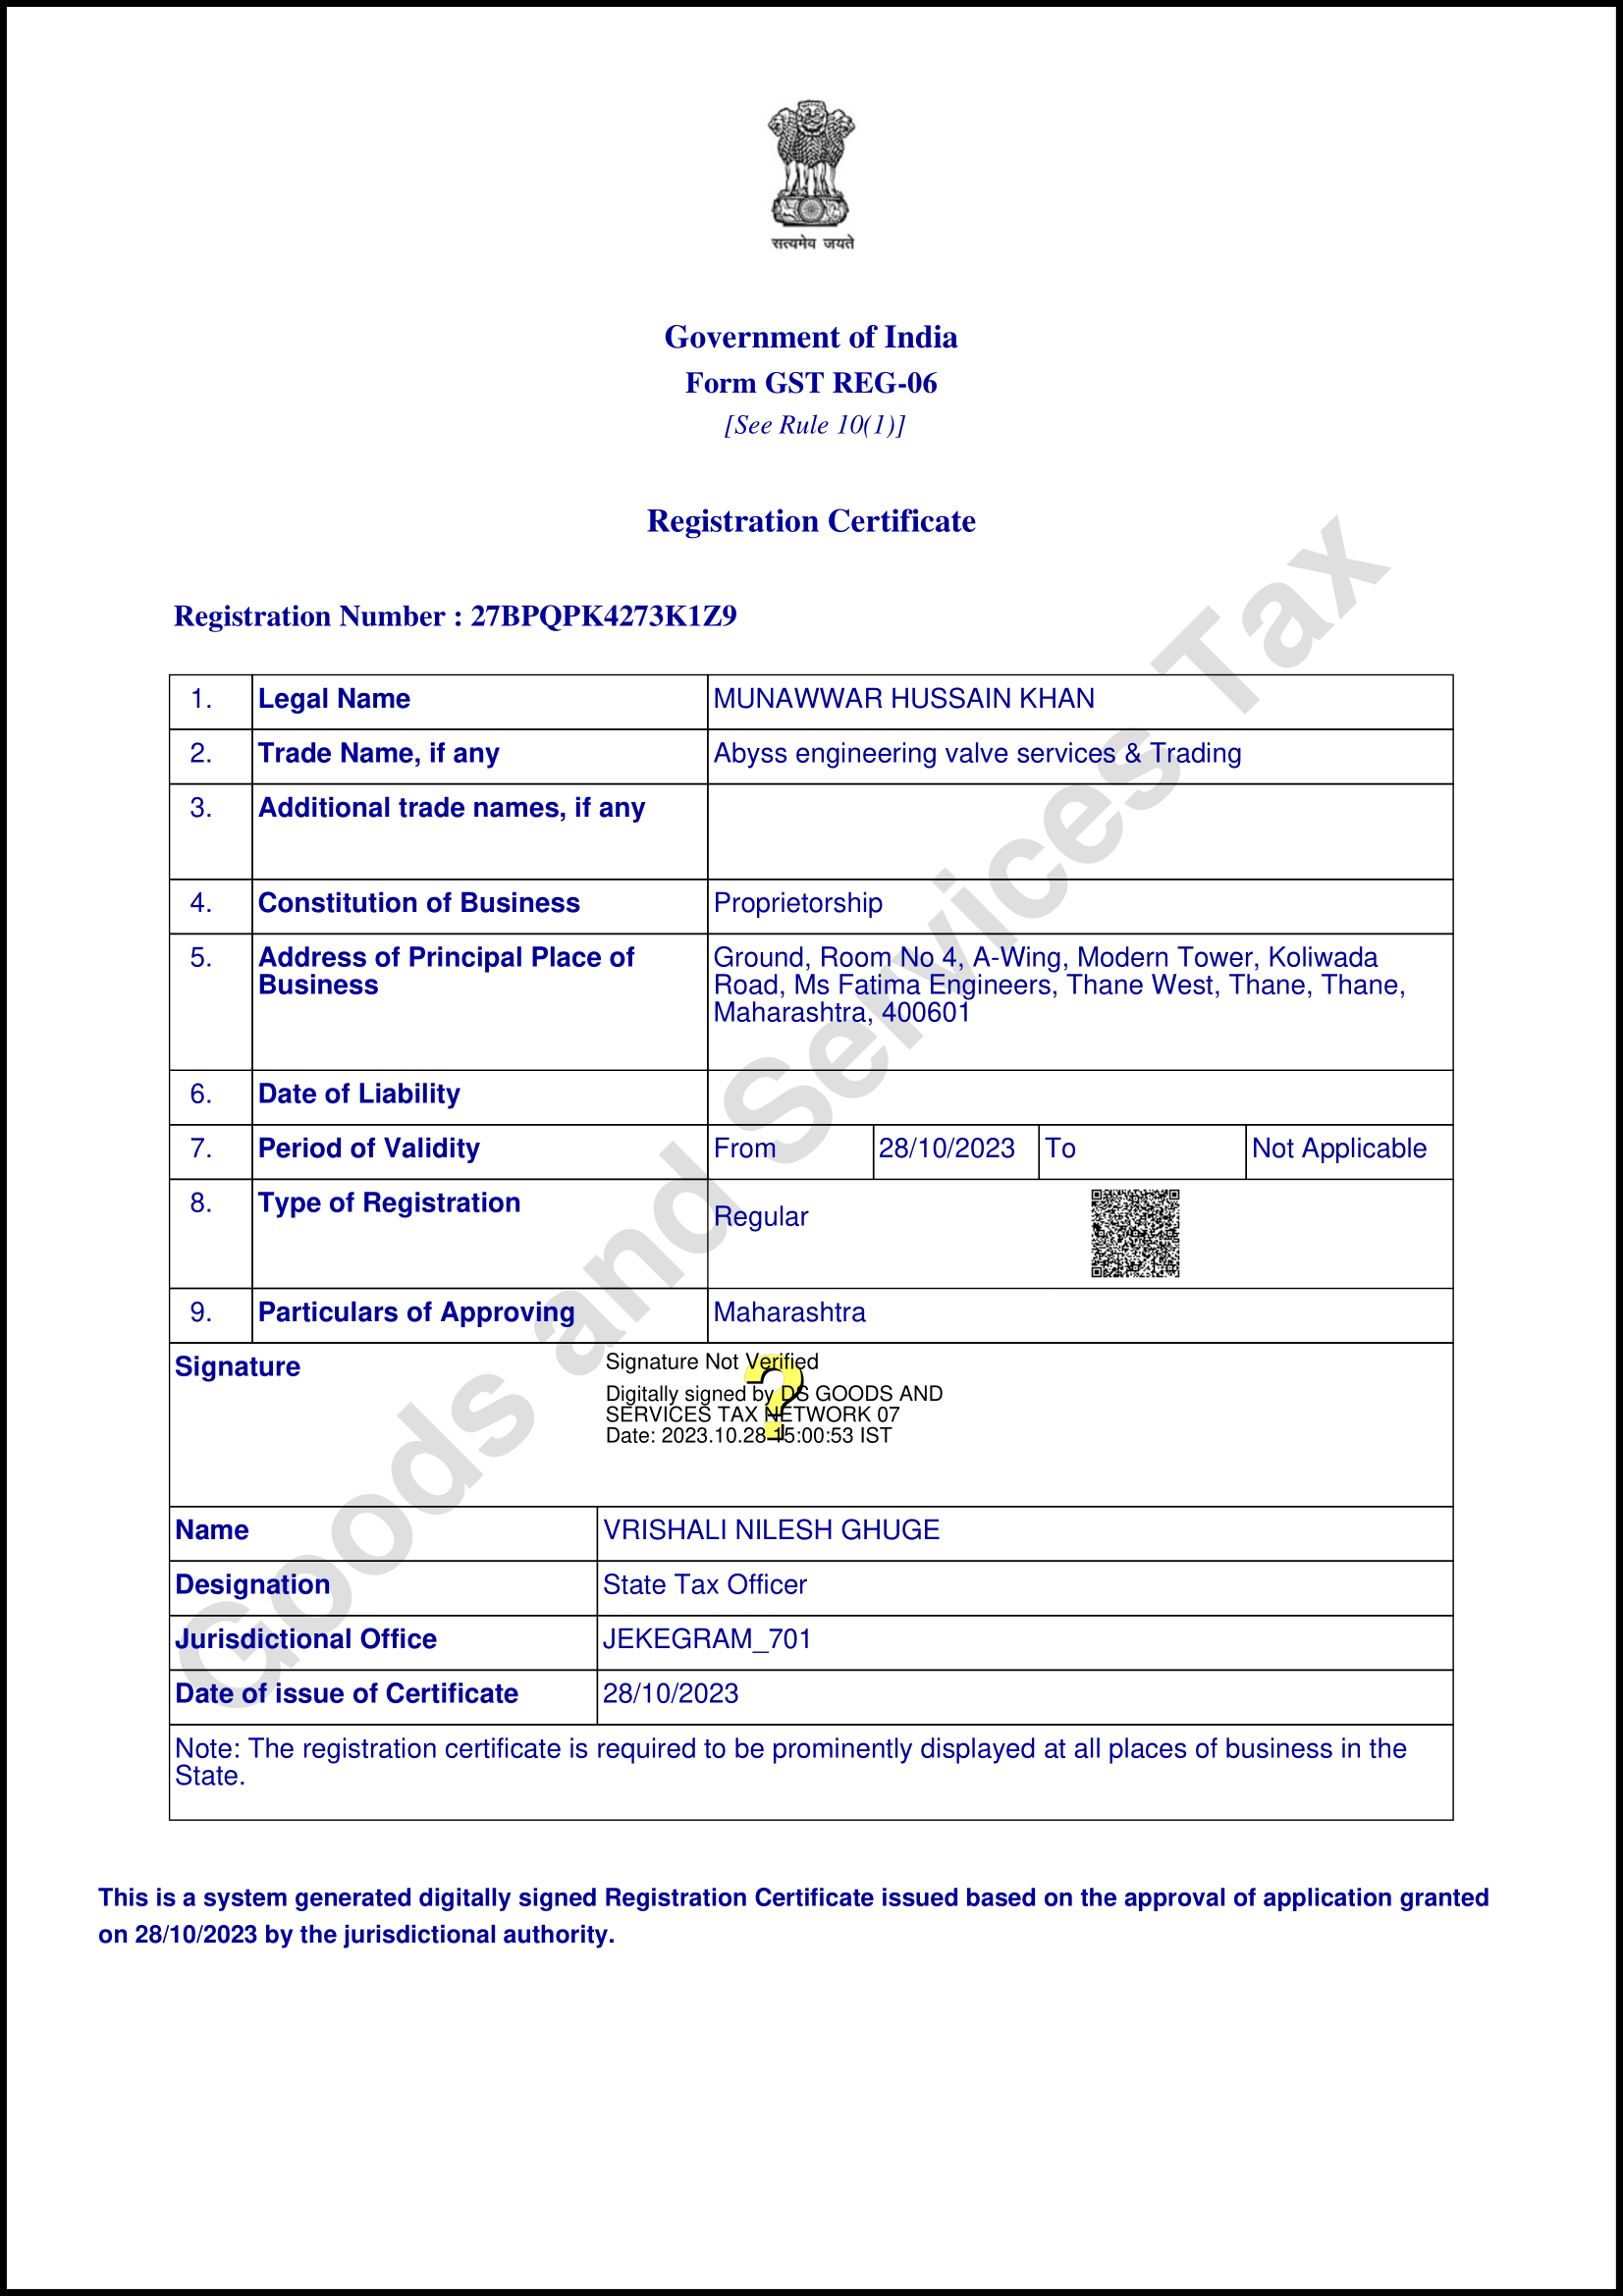 सत्यमेव जयते
Government of India
Form GST REG-06
[See Rule 10(1)]
Registration Certificate
Registration Number : 27BPQPK4273K1Z9
1. Legal Name MUNAWWAR HUSSAIN KHAN
2. Trade Name, if any Abyss engineering valve services & Trading
3. Additional trade names, if any
4. Constitution of Business Proprietorship
5. Address of Principal Place of Business Ground, Room No 4, A-Wing, Modern Tower, Koliwada
Road, Ms Fatima Engineers, Thane West, Thane, Thane,
Maharashtra, 400601
6. Date of Liability
7. Period of Validity From 28/10/2023 To Not Applicable
8. Type of Registration Regular
9. Particulars of Approving Maharashtra
Signature
Signature Not Verified
Digitally signed by DS GOODS AND
SERVICES TAX NETWORK 07
Date: 2023.10.28 15:00:53 IST
Name VRISHALI NILESH GHUGE
Designation State Tax Officer
Jurisdictional Office JEKEGRAM_701
Date of issue of Certificate 28/10/2023
Note: The registration certificate is required to be prominently displayed at all places of business in the
State.
This is a system generated digitally signed Registration Certificate issued based on the approval of application granted
on 28/10/2023 by the jurisdictional authority.
Goods and Services Tax